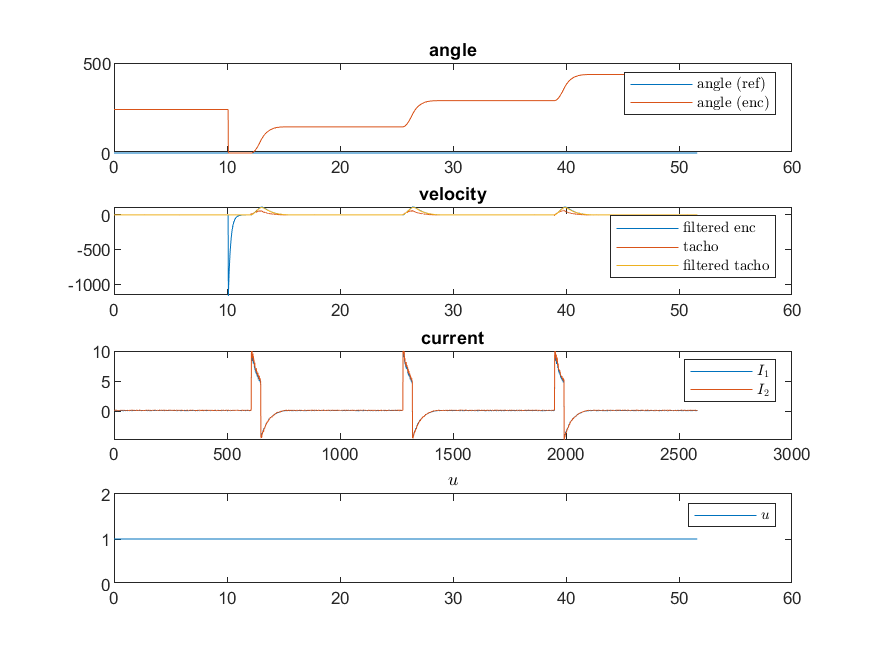 angle
500
0
0 10 20 30 40 50 60
angle (ref)
angle (enc)
velocity
0
-500
-1000
0 10 20 30 40 50 60
filtered enc
tacho
filtered tacho
current
10
5
0
0 500 1000 1500 2000 2500 3000
I₁
I₂
u
2
1
0
0 10 20 30 40 50 60
u